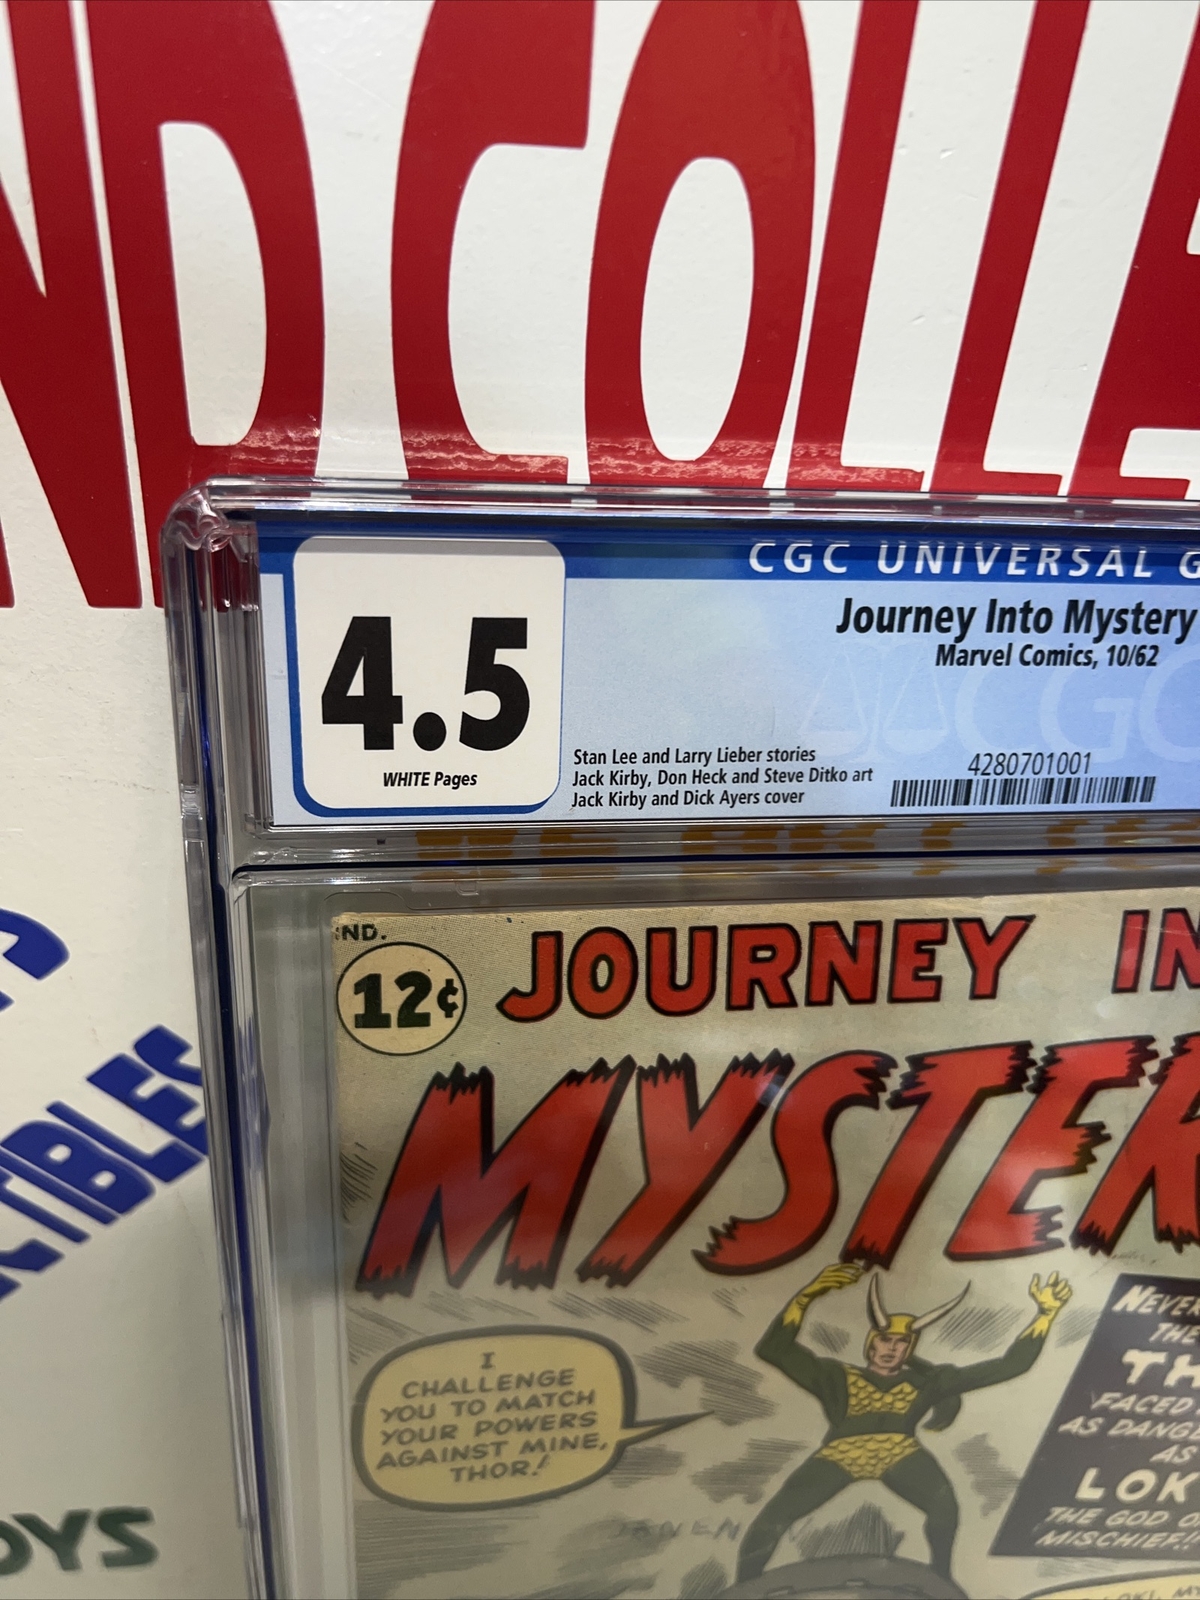 ND COLLE
CGC UNIVERSAL G
4.5
WHITE Pages
Journey Into Mystery
Marvel Comics, 10/62
Stan Lee and Larry Lieber stories
Jack Kirby, Don Heck and Steve Ditko art
Jack Kirby and Dick Ayers cover
4280701001
CGC
IND.
12¢
JOURNEY IN
MYSTER
I
CHALLENGE
YOU TO MATCH
YOUR POWERS
AGAINST MINE,
THOR!
NEVER
THE
TH
FACED
AS DANG
AS
LOK
THE GOD O
MISCHIEF!!
LOKI, MY
CTIBLES
OYS